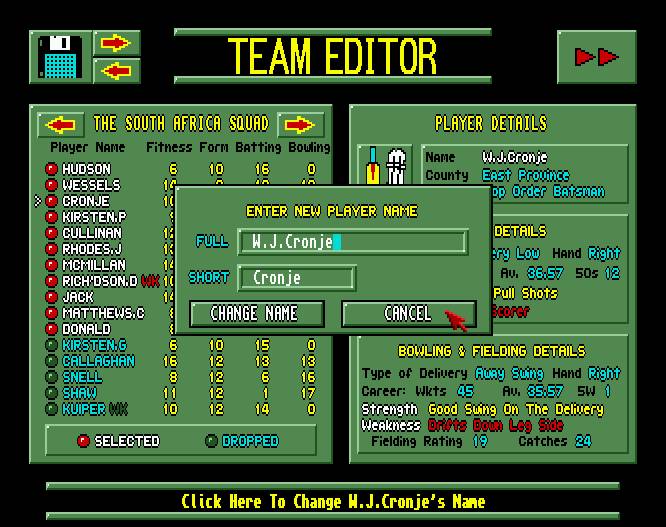 TEAM EDITOR
THE SOUTH AFRICA SQUAD
Player Name Fitness Form Batting Bowling
HUDSON 6 10 16 0
WESSELS
CRONJE
KIRSTEN.P
CULLINAN
RHODES.J
MCMILLAN
RICH'DSON.D WK
JACK
MATTHEWS.C
DONALD
KIRSTEN.G 6 10 15 0
CALLAGHAN 16 12 13 13
SNELL 8 12 6 16
SHAW 11 12 1 17
KUIPER WK 10 12 14 0
SELECTED DROPPED
PLAYER DETAILS
Name W.J.Cronje
County East Province
Order Batsman
ENTER NEW PLAYER NAME
FULL W.J.Cronje
SHORT Cronje
CHANGE NAME CANCEL
DETAILS
Low Hand Right
Av. 36.57 50s 12
Pull Shots
Scorer
BOWLING & FIELDING DETAILS
Type of Delivery Away Swing Hand Right
Career: Wkts 45 Av. 35.57 5W 1
Strength Good Swing On The Delivery
Weakness Drifts Down Leg Side
Fielding Rating 19 Catches 24
Click Here To Change W.J.Cronje's Name